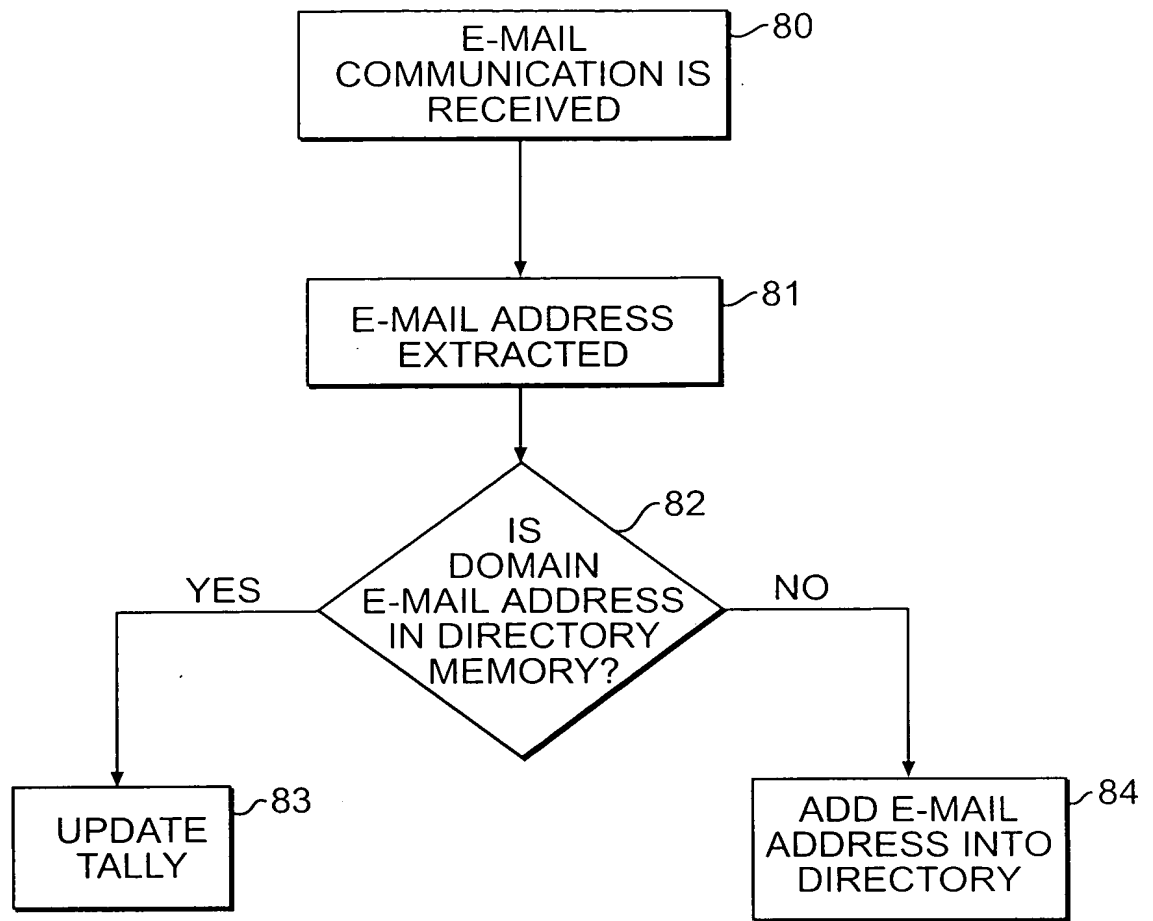 E-MAIL
COMMUNICATION IS
RECEIVED
80
E-MAIL ADDRESS
EXTRACTED
81
IS
DOMAIN
E-MAIL ADDRESS
IN DIRECTORY
MEMORY?
82
YES
NO
UPDATE
TALLY
83
ADD E-MAIL
ADDRESS INTO
DIRECTORY
84